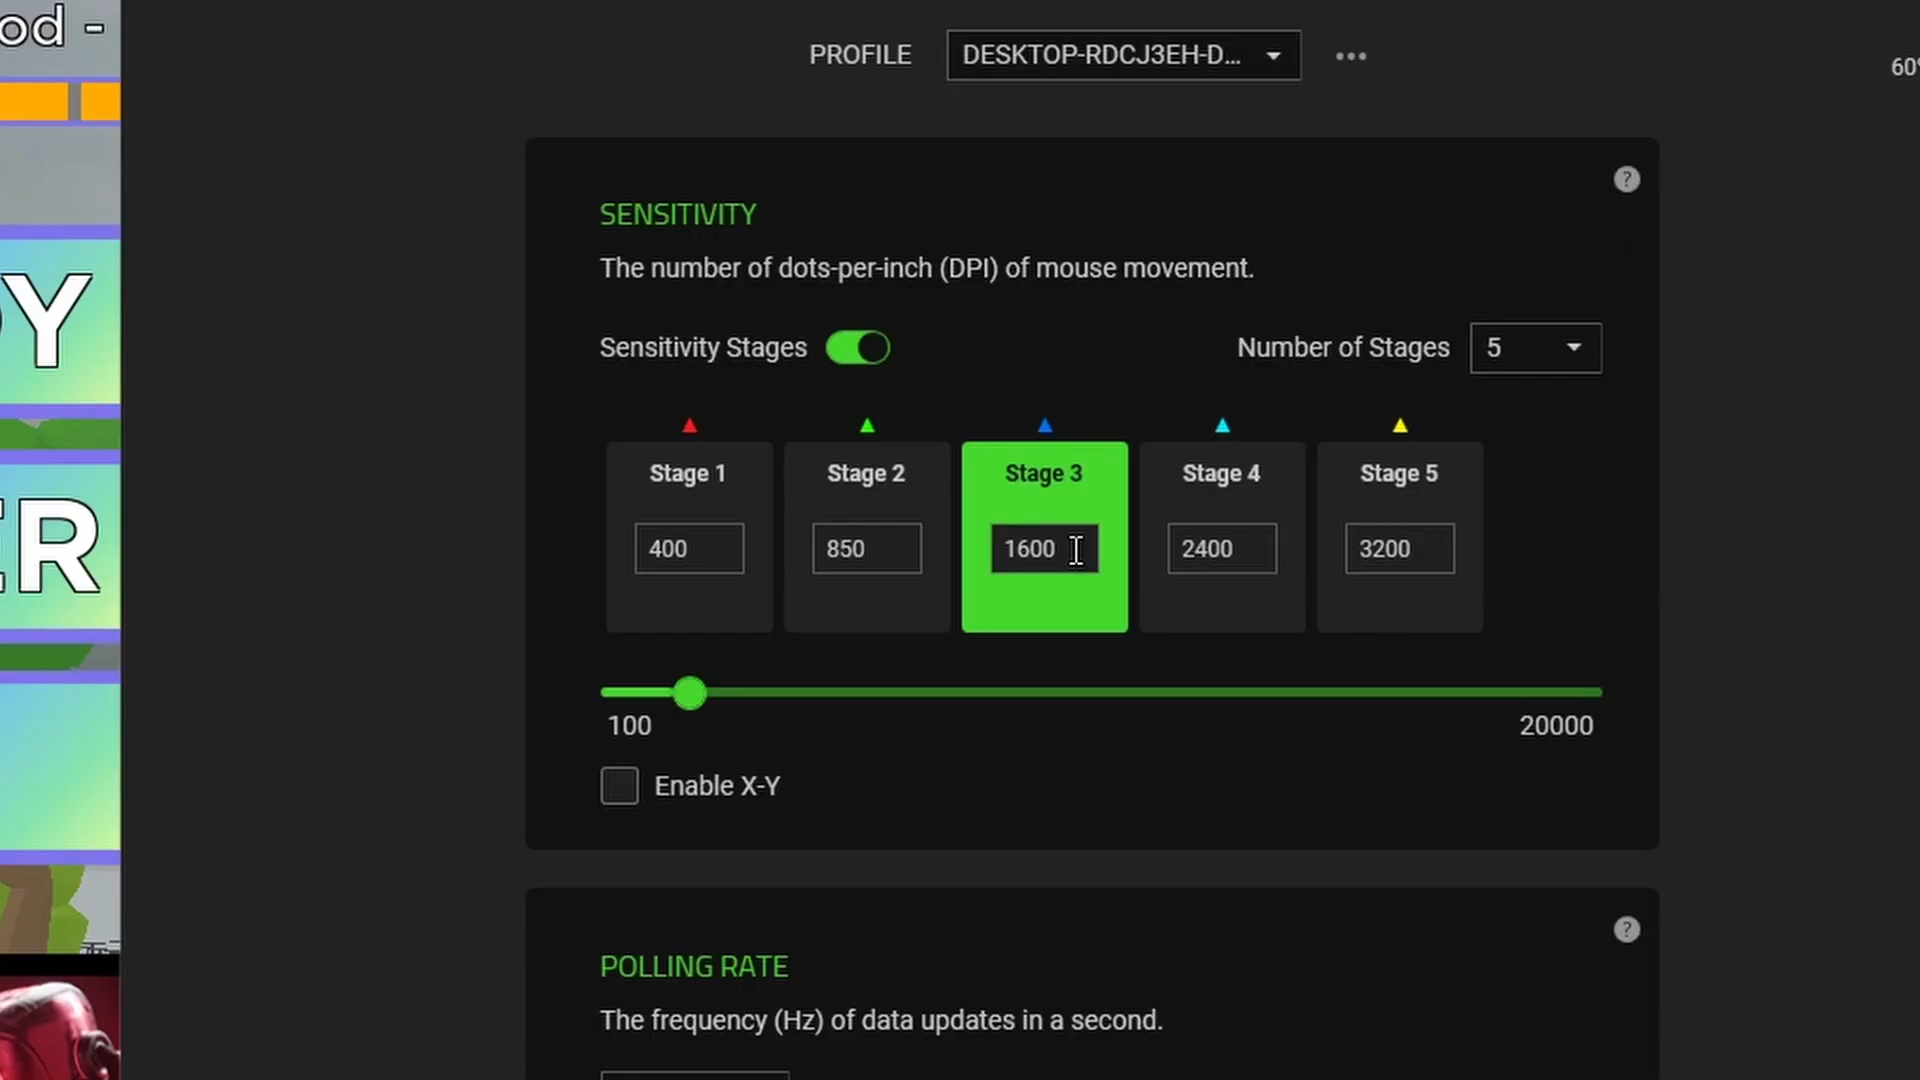 od -
PROFILE DESKTOP-RDCJ3EH-D...
60
SENSITIVITY
The number of dots-per-inch (DPI) of mouse movement.
Sensitivity Stages
Number of Stages 5
Stage 1 Stage 2 Stage 3 Stage 4 Stage 5
400 850 1600 2400 3200
100 20000
Enable X-Y
POLLING RATE
The frequency (Hz) of data updates in a second.
Y
ER